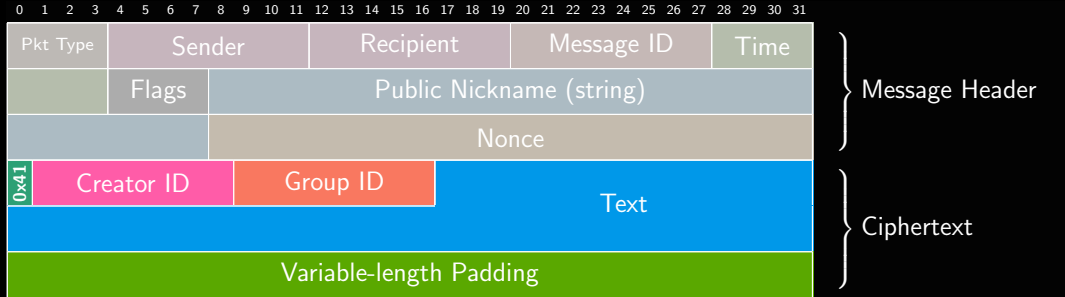 0 1 2 3 4 5 6 7 8 9 10 11 12 13 14 15 16 17 18 19 20 21 22 23 24 25 26 27 28 29 30 31
Pkt Type Sender Recipient Message ID Time
Flags Public Nickname (string)
Message Header
Nonce
0x41 Creator ID Group ID Text
Ciphertext
Variable-length Padding